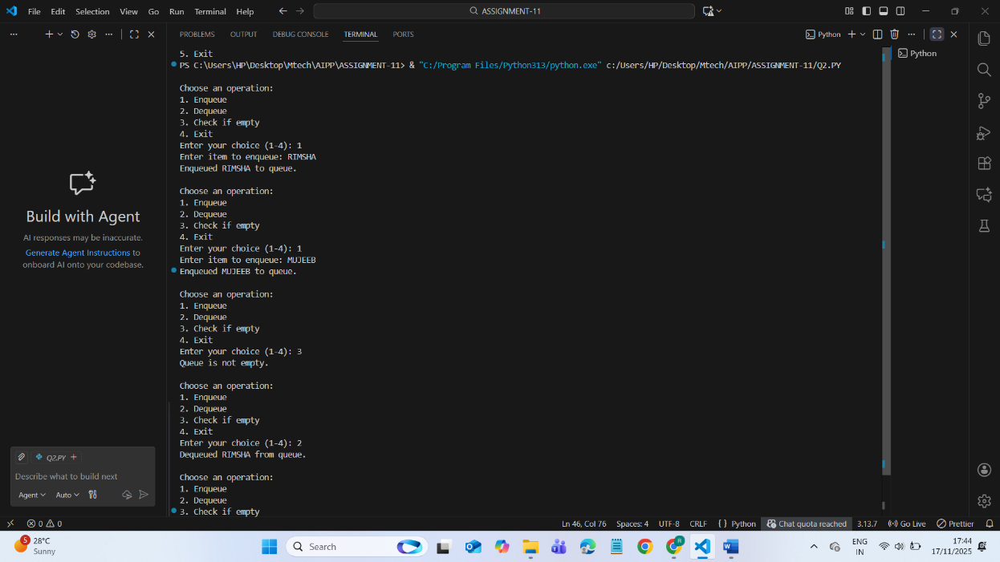 File Edit Selection View Go Run Terminal Help
ASSIGNMENT-11
PROBLEMS OUTPUT DEBUG CONSOLE TERMINAL PORTS
Python
Python
5. Exit
PS C:\Users\HP\Desktop\Mtech\AIPP\ASSIGNMENT-11> & "C:/Program Files/Python313/python.exe" c:/Users/HP/Desktop/Mtech/AIPP/ASSIGNMENT-11/Q2.PY
Choose an operation:
1. Enqueue
2. Dequeue
3. Check if empty
4. Exit
Enter your choice (1-4): 1
Enter item to enqueue: RIMSHA
Enqueued RIMSHA to queue.
Choose an operation:
1. Enqueue
2. Dequeue
3. Check if empty
4. Exit
Enter your choice (1-4): 1
Enter item to enqueue: MUJEEB
Enqueued MUJEEB to queue.
Choose an operation:
1. Enqueue
2. Dequeue
3. Check if empty
4. Exit
Enter your choice (1-4): 3
Queue is not empty.
Choose an operation:
1. Enqueue
2. Dequeue
3. Check if empty
4. Exit
Enter your choice (1-4): 2
Dequeued RIMSHA from queue.
Choose an operation:
1. Enqueue
2. Dequeue
3. Check if empty
Build with Agent
AI responses may be inaccurate.
Generate Agent Instructions to
onboard AI onto your codebase.
Q2.PY
Describe what to build next
Agent Auto
0 0
Ln 46, Col 76 Spaces: 4 UTF-8 CRLF { } Python Chat quota reached 3.13.7 Go Live Prettier
5
28°C
Sunny
Search
R
ENG
IN
17:44
17/11/2025